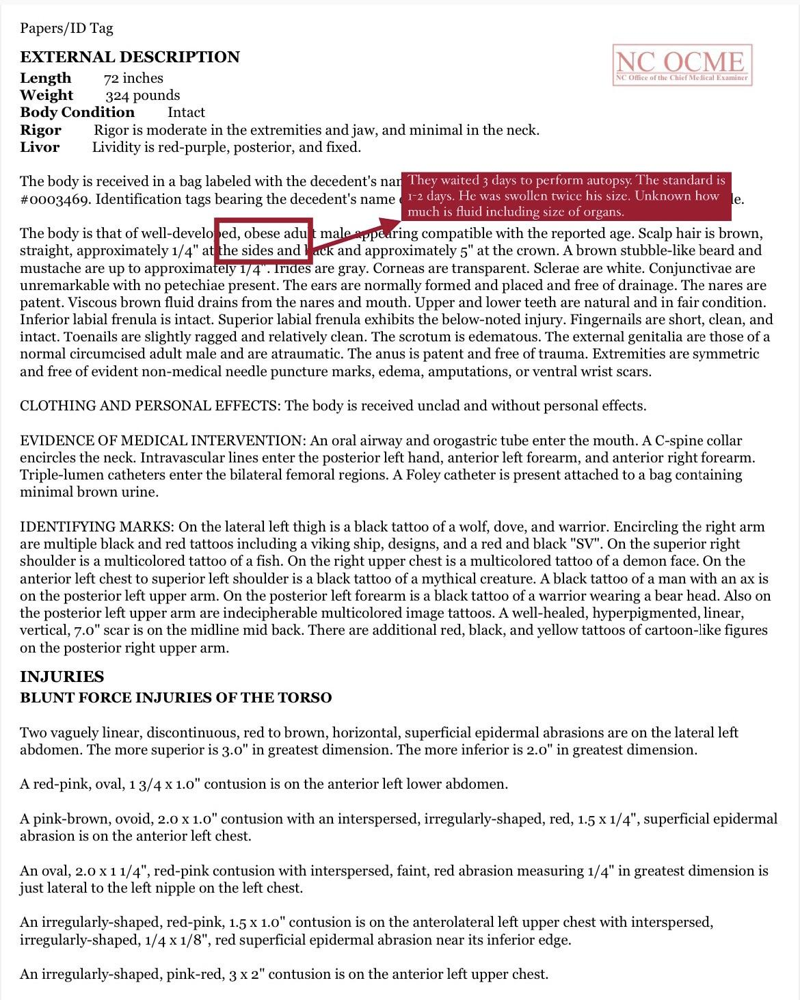 Papers/ID Tag
EXTERNAL DESCRIPTION
NC OCME
NC Office of the Chief Medical Examiner
Length 72 inches
Weight 324 pounds
Body Condition Intact
Rigor Rigor is moderate in the extremities and jaw, and minimal in the neck.
Livor Lividity is red-purple, posterior, and fixed.
The body is received in a bag labeled with the decedent's
#0003469. Identification tags bearing the decedent's name
They waited 3 days to perform autopsy. The standard is
1-2 days. He was swollen twice his size. Unknown how
much is fluid including size of organs.
The body is that of well-developed, obese adult male appearing compatible with the reported age. Scalp hair is brown,
straight, approximately 1/4" at the sides and back and approximately 5" at the crown. A brown stubble-like beard and
mustache are up to approximately 1/4". Irides are gray. Corneas are transparent. Sclerae are white. Conjunctivae are
unremarkable with no petechiae present. The ears are normally formed and placed and free of drainage. The nares are
patent. Viscous brown fluid drains from the nares and mouth. Upper and lower teeth are natural and in fair condition.
Inferior labial frenula is intact. Superior labial frenula exhibits the below-noted injury. Fingernails are short, clean, and
intact. Toenails are slightly ragged and relatively clean. The scrotum is edematous. The external genitalia are those of a
normal circumcised adult male and are atraumatic. The anus is patent and free of trauma. Extremities are symmetric
and free of evident non-medical needle puncture marks, edema, amputations, or ventral wrist scars.
CLOTHING AND PERSONAL EFFECTS: The body is received unclad and without personal effects.
EVIDENCE OF MEDICAL INTERVENTION: An oral airway and orogastric tube enter the mouth. A C-spine collar
encircles the neck. Intravascular lines enter the posterior left hand, anterior left forearm, and anterior right forearm.
Triple-lumen catheters enter the bilateral femoral regions. A Foley catheter is present attached to a bag containing
minimal brown urine.
IDENTIFYING MARKS: On the lateral left thigh is a black tattoo of a wolf, dove, and warrior. Encircling the right arm
are multiple black and red tattoos including a viking ship, designs, and a red and black "SV". On the superior right
shoulder is a multicolored tattoo of a fish. On the right upper chest is a multicolored tattoo of a demon face. On the
anterior left chest to superior left shoulder is a black tattoo of a mythical creature. A black tattoo of a man with an ax is
on the posterior left upper arm. On the posterior left forearm is a black tattoo of a warrior wearing a bear head. Also on
the posterior left upper arm are indecipherable multicolored image tattoos. A well-healed, hyperpigmented, linear,
vertical, 7.0" scar is on the midline mid back. There are additional red, black, and yellow tattoos of cartoon-like figures
on the posterior right upper arm.
INJURIES
BLUNT FORCE INJURIES OF THE TORSO
Two vaguely linear, discontinuous, red to brown, horizontal, superficial epidermal abrasions are on the lateral left
abdomen. The more superior is 3.0" in greatest dimension. The more inferior is 2.0" in greatest dimension.
A red-pink, oval, 1 3/4 x 1.0" contusion is on the anterior left lower abdomen.
A pink-brown, ovoid, 2.0 x 1.0" contusion with an interspersed, irregularly-shaped, red, 1.5 x 1/4", superficial epidermal
abrasion is on the anterior left chest.
An oval, 2.0 x 1 1/4", red-pink contusion with interspersed, faint, red abrasion measuring 1/4" in greatest dimension is
just lateral to the left nipple on the left chest.
An irregularly-shaped, red-pink, 1.5 x 1.0" contusion is on the anterolateral left upper chest with interspersed,
irregularly-shaped, 1/4 x 1/8", red superficial epidermal abrasion near its inferior edge.
An irregularly-shaped, pink-red, 3 x 2" contusion is on the anterior left upper chest.